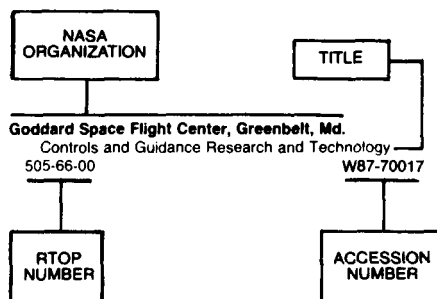 NASA
ORGANIZATION
TITLE
Goddard Space Flight Center, Greenbelt, Md.
Controls and Guidance Research and Technology
505-66-00 W87-70017
RTOP
NUMBER
ACCESSION
NUMBER